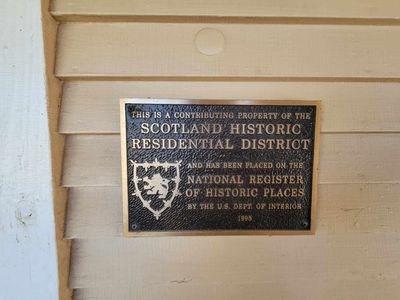 THIS IS A CONTRIBUTING PROPERTY OF THE
SCOTLAND HISTORIC
RESIDENTIAL DISTRICT
AND HAS BEEN PLACED ON THE
NATIONAL REGISTER
OF HISTORIC PLACES
BY THE U.S. DEPT. OF INTERIOR
1998